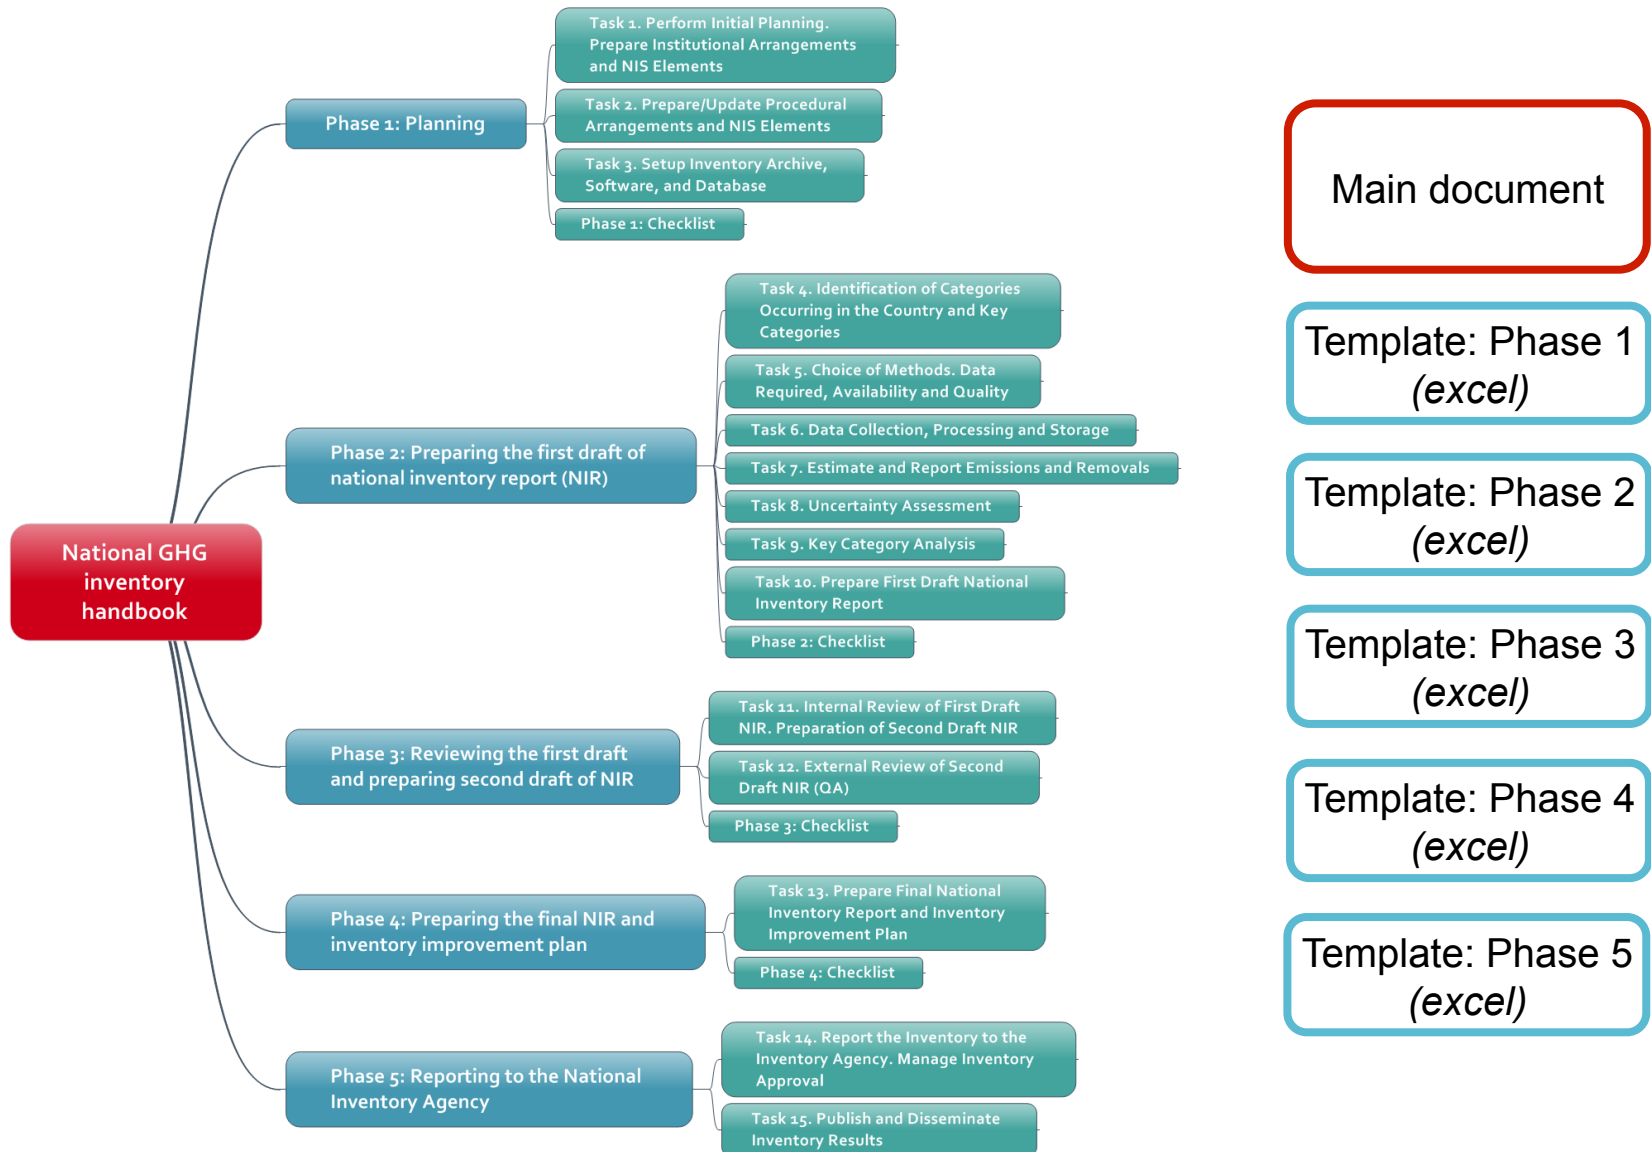 National GHG
inventory
handbook
Phase 1: Planning
Task 1. Perform Initial Planning.
Prepare Institutional Arrangements
and NIS Elements
Task 2. Prepare/Update Procedural
Arrangements and NIS Elements
Task 3. Setup Inventory Archive,
Software, and Database
Phase 1: Checklist
Phase 2: Preparing the first draft of
national inventory report (NIR)
Task 4. Identification of Categories
Occurring in the Country and Key
Categories
Task 5. Choice of Methods. Data
Required, Availability and Quality
Task 6. Data Collection, Processing and Storage
Task 7. Estimate and Report Emissions and Removals
Task 8. Uncertainty Assessment
Task 9. Key Category Analysis
Task 10. Prepare First Draft National
Inventory Report
Phase 2: Checklist
Phase 3: Reviewing the first draft
and preparing second draft of NIR
Task 11. Internal Review of First Draft
NIR. Preparation of Second Draft NIR
Task 12. External Review of Second
Draft NIR (QA)
Phase 3: Checklist
Phase 4: Preparing the final NIR and
inventory improvement plan
Task 13. Prepare Final National
Inventory Report and Inventory
Improvement Plan
Phase 4: Checklist
Phase 5: Reporting to the National
Inventory Agency
Task 14. Report the Inventory to the
Inventory Agency. Manage Inventory
Approval
Task 15. Publish and Disseminate
Inventory Results
Main document
Template: Phase 1
(excel)
Template: Phase 2
(excel)
Template: Phase 3
(excel)
Template: Phase 4
(excel)
Template: Phase 5
(excel)